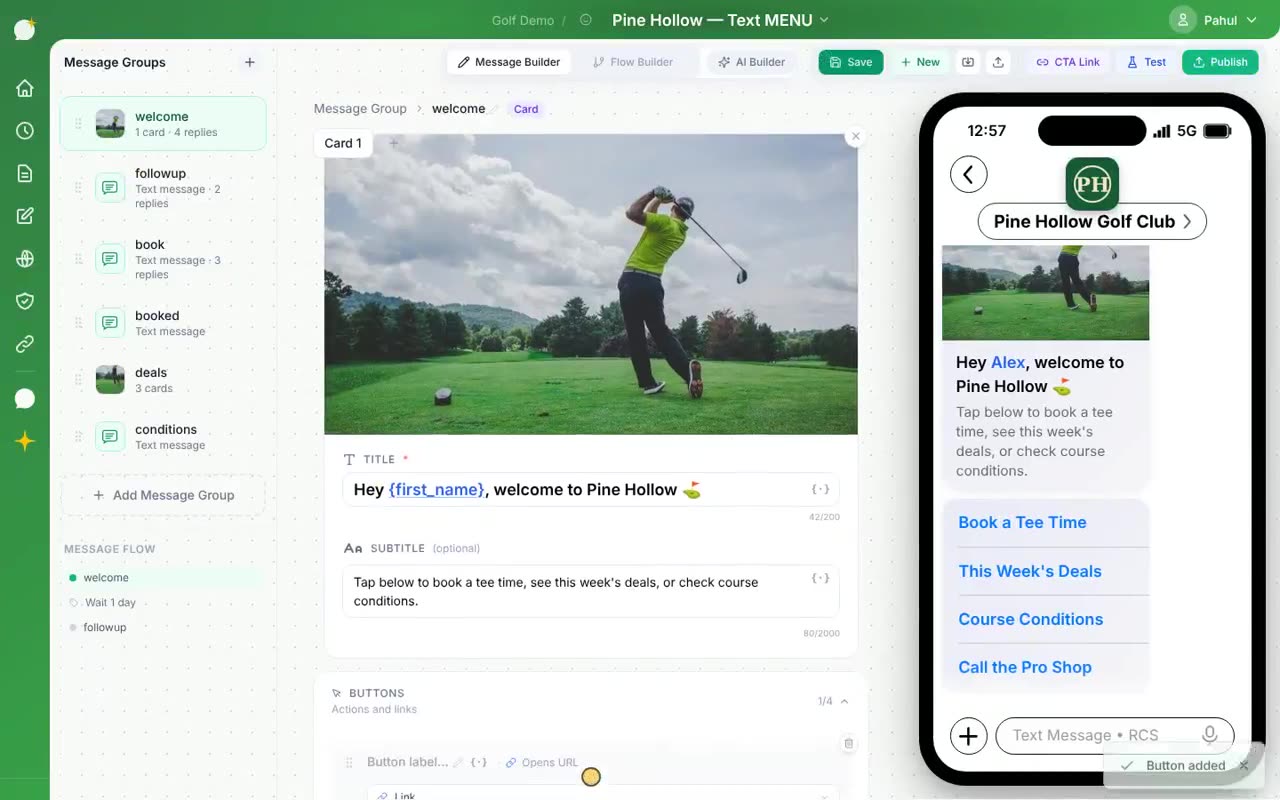 Golf Demo / Pine Hollow — Text MENU
Pahul
Message Groups
+
Message Builder
Flow Builder
AI Builder
Save
+ New
CTA Link
Test
Publish
welcome
1 card · 4 replies
followup
Text message · 2
replies
book
Text message · 3
replies
booked
Text message
deals
3 cards
conditions
Text message
+ Add Message Group
MESSAGE FLOW
welcome
Wait 1 day
followup
Message Group > welcome
Card
Card 1
+
TITLE *
Hey {first_name}, welcome to Pine Hollow ⛳
{·}
42/200
SUBTITLE (optional)
Tap below to book a tee time, see this week's deals, or check course
conditions.
{·}
80/2000
BUTTONS
Actions and links
1/4
Button label... {·} · Opens URL
Link
12:57
5G
PH
Pine Hollow Golf Club
Hey Alex, welcome to
Pine Hollow ⛳
Tap below to book a tee
time, see this week's
deals, or check course
conditions.
Book a Tee Time
This Week's Deals
Course Conditions
Call the Pro Shop
Text Message • RCS
Button added